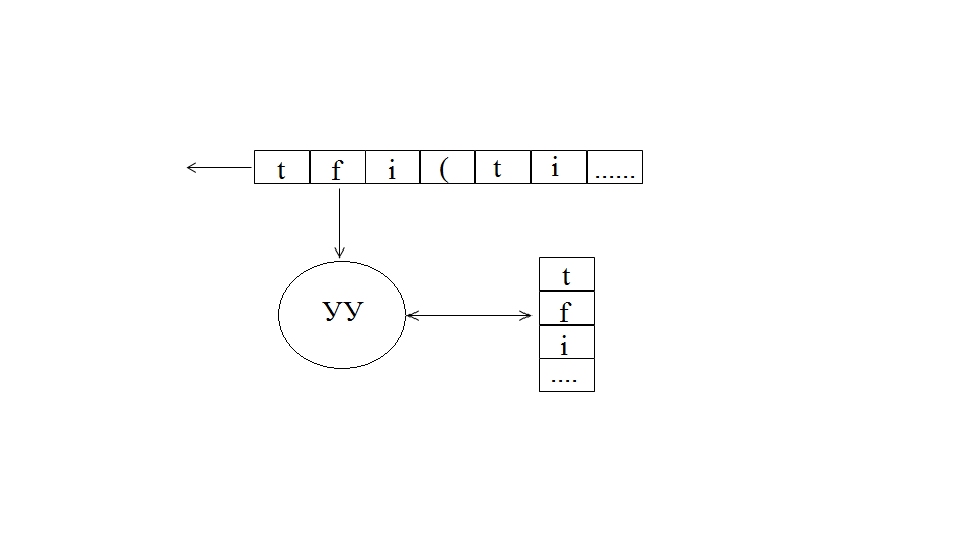 t f i ( t i ......
УУ
t
f
i
....